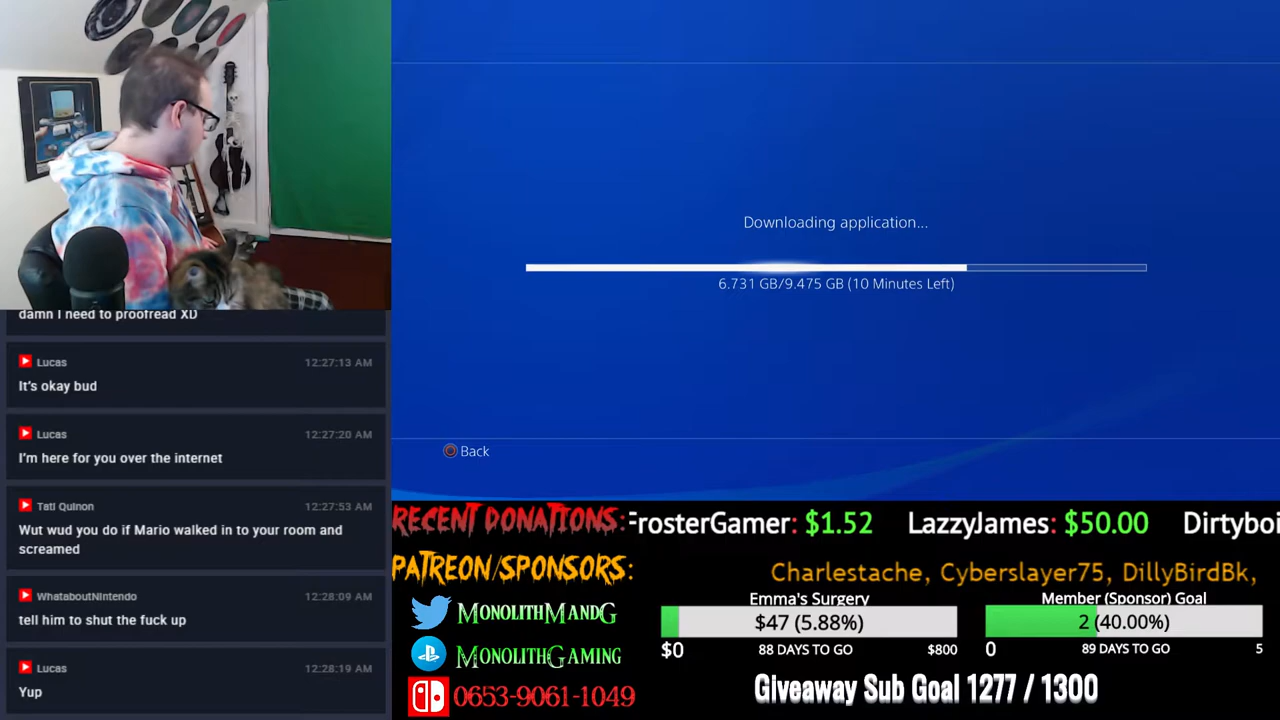 damn I need to proofread XD
Lucas 12:27:13 AM
It's okay bud
Lucas 12:27:20 AM
I'm here for you over the internet
Tati Quinon 12:27:53 AM
Wut wud you do if Mario walked in to your room and
screamed
WhataboutNintendo 12:28:09 AM
tell him to shut the fuck up
Lucas 12:28:19 AM
Yup
Downloading application...
6.731 GB/9.475 GB (10 Minutes Left)
Back
RECENT DONATIONS: FrosterGamer: $1.52 LazzyJames: $50.00 Dirtyboi
PATREON/SPONSORS: Charlestache, Cyberslayer75, DillyBirdBk,
MonolithMandG
MonolithGaming
0653-9061-1049
Emma's Surgery
$47 (5.88%)
$0 88 DAYS TO GO $800
Member (Sponsor) Goal
2 (40.00%)
0 89 DAYS TO GO 5
Giveaway Sub Goal 1277 / 1300